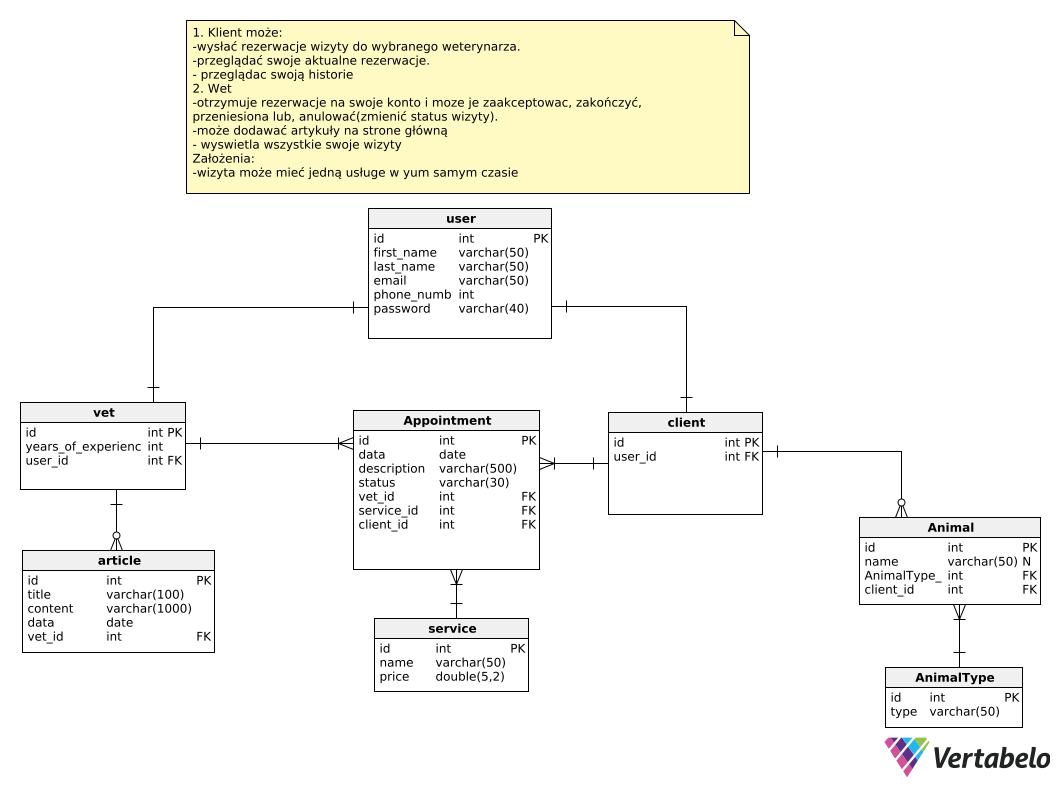 1. Klient może:
-wysłać rezerwacje wizyty do wybranego weterynarza.
-przeglądać swoje aktualne rezerwacje.
- przeglądac swoją historie
2. Wet
-otrzymuje rezerwacje na swoje konto i moze je zaakceptowac, zakończyć,
przeniesiona lub, anulować(zmienić status wizyty).
-może dodawać artykuły na strone główną
- wyswietla wszystkie swoje wizyty
Założenia:
-wizyta może mieć jedną usługe w yum samym czasie
user
id int PK
first_name varchar(50)
last_name varchar(50)
email varchar(50)
phone_numb int
password varchar(40)
vet
id int PK
years_of_experienc int
user_id int FK
Appointment
id int PK
data date
description varchar(500)
status varchar(30)
vet_id int FK
service_id int FK
client_id int FK
client
id int PK
user_id int FK
Animal
id int PK
name varchar(50) N
AnimalType_ int FK
client_id int FK
article
id int PK
title varchar(100)
content varchar(1000)
data date
vet_id int FK
service
id int PK
name varchar(50)
price double(5,2)
AnimalType
id int PK
type varchar(50)
Vertabelo